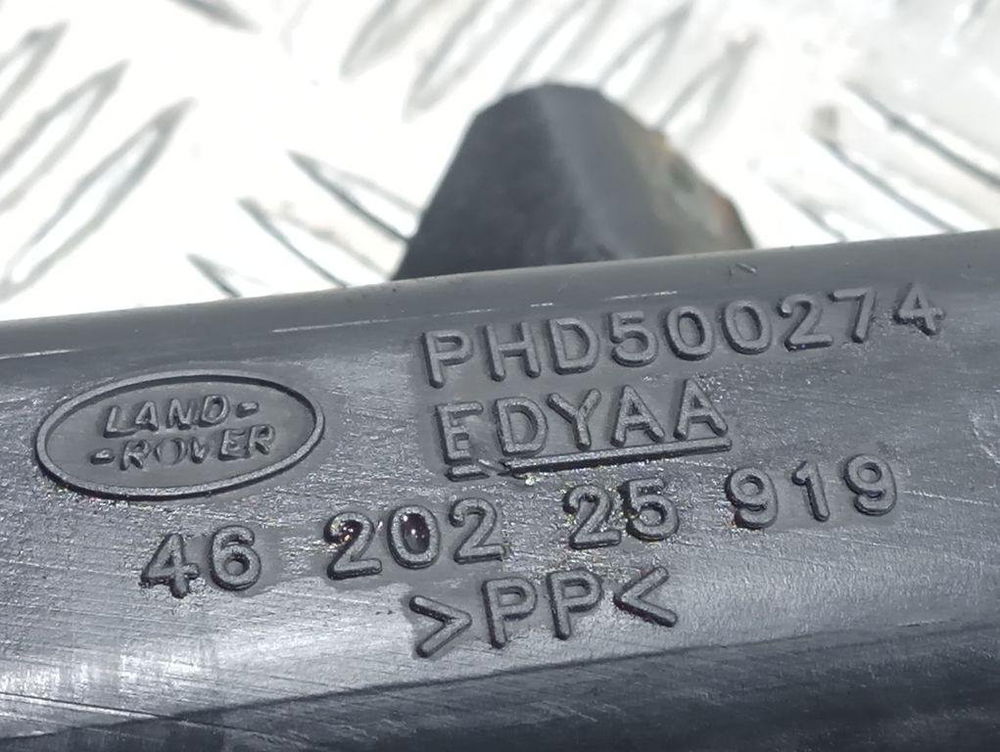 PHD500274
LAND-
-ROVER
EDYAA
46 202 25 919
>PP<